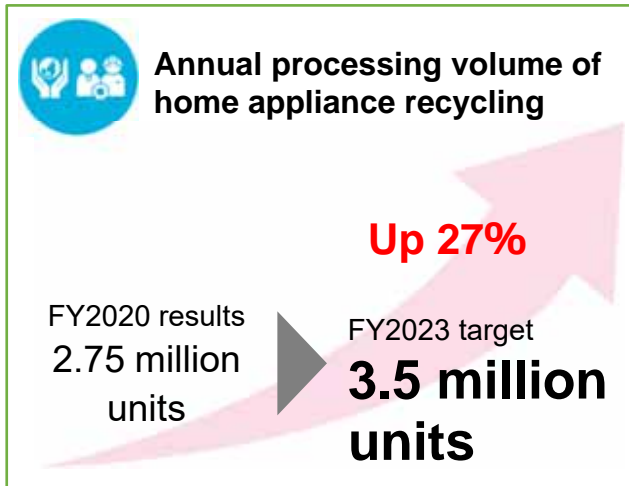 Annual processing volume of
home appliance recycling
Up 27%
FY2020 results
2.75 million
units
FY2023 target
3.5 million
units